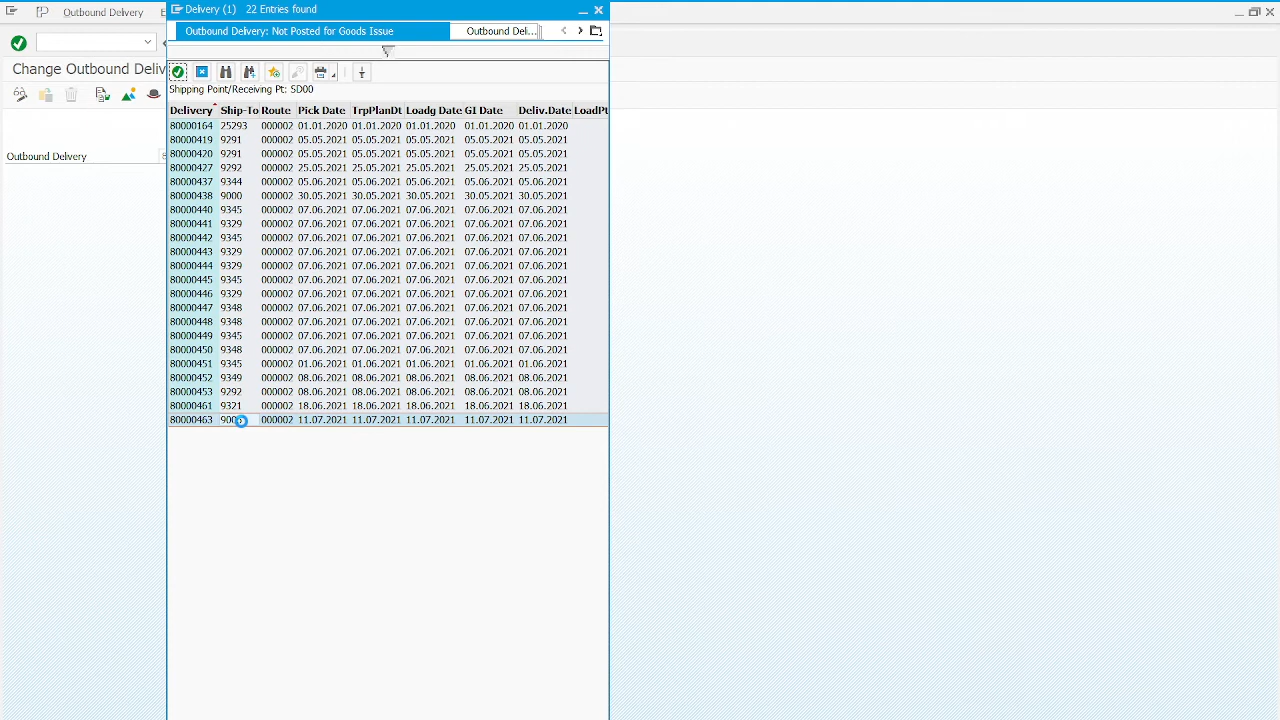 Delivery (1) 22 Entries found
Outbound Delivery
Outbound Delivery: Not Posted for Goods Issue
Outbound Deli...
Change Outbound Deliv
Shipping Point/Receiving Pt: SD00
Delivery Ship-To Route Pick Date TrpPlanDt Loadg Date GI Date Deliv.Date LoadPt
80000164 25293 000002 01.01.2020 01.01.2020 01.01.2020 01.01.2020 01.01.2020
80000419 9291 000002 05.05.2021 05.05.2021 05.05.2021 05.05.2021 05.05.2021
80000420 9291 000002 05.05.2021 05.05.2021 05.05.2021 05.05.2021 05.05.2021
Outbound Delivery
80000427 9292 000002 25.05.2021 25.05.2021 25.05.2021 25.05.2021 25.05.2021
80000437 9344 000002 05.06.2021 05.06.2021 05.06.2021 05.06.2021 05.06.2021
80000438 9000 000002 30.05.2021 30.05.2021 30.05.2021 30.05.2021 30.05.2021
80000440 9345 000002 07.06.2021 07.06.2021 07.06.2021 07.06.2021 07.06.2021
80000441 9329 000002 07.06.2021 07.06.2021 07.06.2021 07.06.2021 07.06.2021
80000442 9345 000002 07.06.2021 07.06.2021 07.06.2021 07.06.2021 07.06.2021
80000443 9329 000002 07.06.2021 07.06.2021 07.06.2021 07.06.2021 07.06.2021
80000444 9329 000002 07.06.2021 07.06.2021 07.06.2021 07.06.2021 07.06.2021
80000445 9345 000002 07.06.2021 07.06.2021 07.06.2021 07.06.2021 07.06.2021
80000446 9329 000002 07.06.2021 07.06.2021 07.06.2021 07.06.2021 07.06.2021
80000447 9348 000002 07.06.2021 07.06.2021 07.06.2021 07.06.2021 07.06.2021
80000448 9348 000002 07.06.2021 07.06.2021 07.06.2021 07.06.2021 07.06.2021
80000449 9345 000002 07.06.2021 07.06.2021 07.06.2021 07.06.2021 07.06.2021
80000450 9348 000002 07.06.2021 07.06.2021 07.06.2021 07.06.2021 07.06.2021
80000451 9345 000002 01.06.2021 01.06.2021 01.06.2021 01.06.2021 01.06.2021
80000452 9349 000002 08.06.2021 08.06.2021 08.06.2021 08.06.2021 08.06.2021
80000453 9292 000002 08.06.2021 08.06.2021 08.06.2021 08.06.2021 08.06.2021
80000461 9321 000002 18.06.2021 18.06.2021 18.06.2021 18.06.2021 18.06.2021
80000463 000002 11.07.2021 11.07.2021 11.07.2021 11.07.2021 11.07.2021